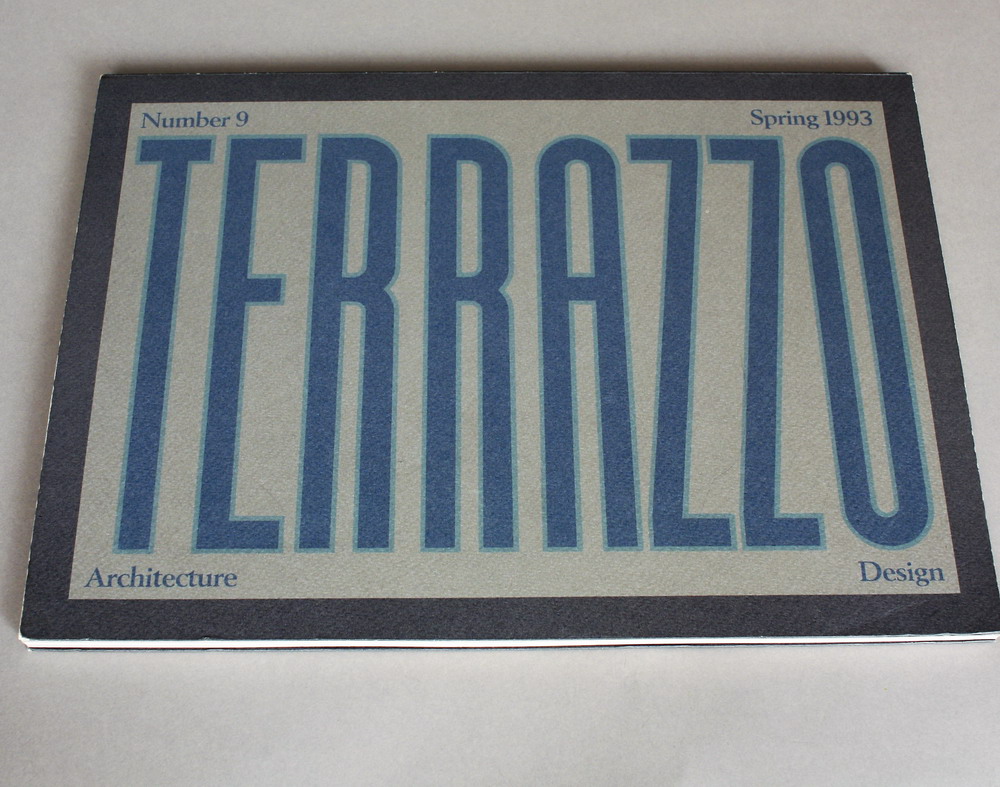 Number 9 Spring 1993
TERRAZZO
Architecture Design